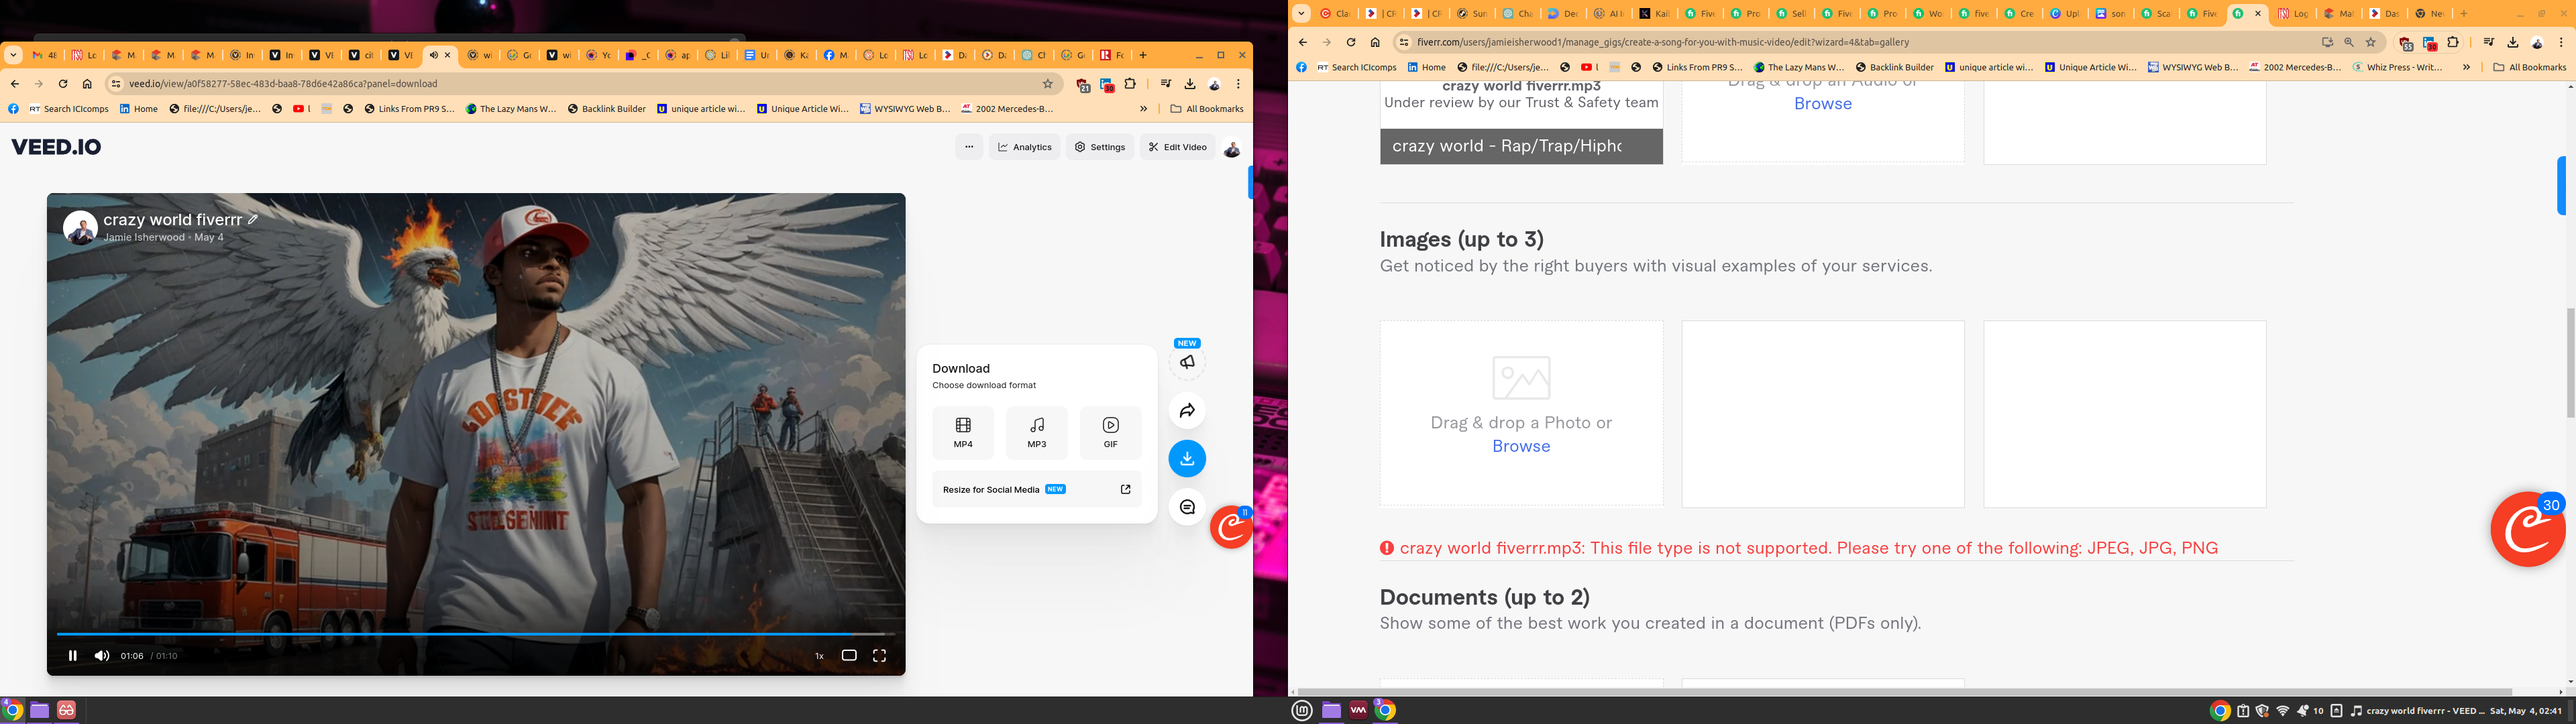 veed.io/view/a0f58277-58ec-483d-baa8-78d6e42a86ca?panel=download
Search ICIcomps
Home
file:///C:/Users/je...
Links From PR9 S...
The Lazy Mans W...
Backlink Builder
unique article wi...
Unique Article Wi...
WYSIWYG Web B...
2002 Mercedes-B...
»
All Bookmarks
VEED.IO
Analytics
Settings
Edit Video
crazy world fiverrr
Jamie Isherwood • May 4
01:06 / 01:10
1x
Download
Choose download format
MP4
MP3
GIF
Resize for Social Media NEW
NEW
11
fiverr.com/users/jamieisherwood1/manage_gigs/create-a-song-for-you-with-music-video/edit?wizard=4&tab=gallery
Search ICIcomps
Home
file:///C:/Users/je...
Links From PR9 S...
The Lazy Mans W...
Backlink Builder
unique article wi...
Unique Article Wi...
WYSIWYG Web B...
2002 Mercedes-B...
Whiz Press - Writ...
»
All Bookmarks
crazy world fiverrr.mp3
Under review by our Trust & Safety team
crazy world - Rap/Trap/Hiphc
Drag & drop an Audio or
Browse
Images (up to 3)
Get noticed by the right buyers with visual examples of your services.
Drag & drop a Photo or
Browse
crazy world fiverrr.mp3: This file type is not supported. Please try one of the following: JPEG, JPG, PNG
Documents (up to 2)
Show some of the best work you created in a document (PDFs only).
30
10
crazy world fiverrr - VEED ...
Sat, May 4, 02:41